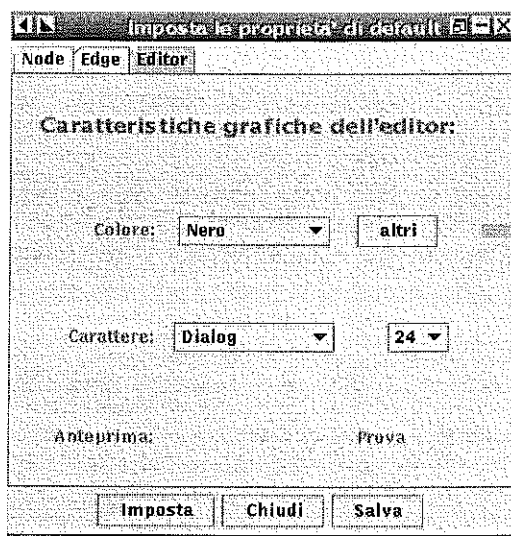 Imposta le proprieta' di default
Node Edge Editor
Caratteristiche grafiche dell'editor:
Colore: Nero altri
Carattere: Dialog 24
Anteprima: Prova
Imposta Chiudi Salva